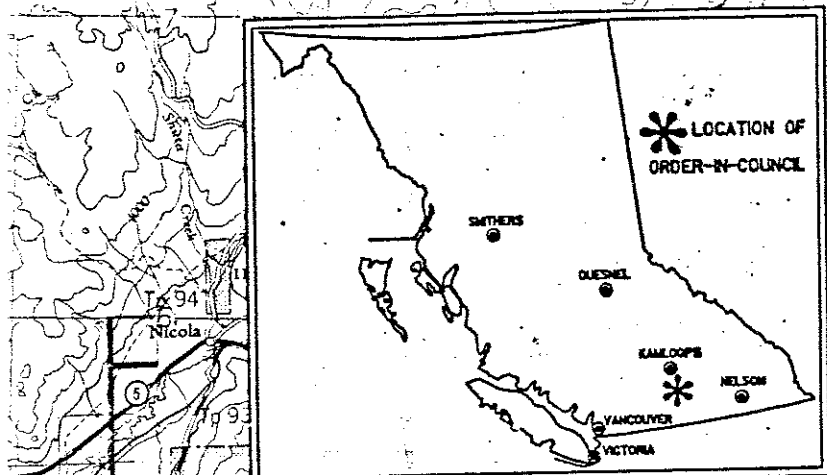 Shuta
Creek
1000
Tp 94
11
Nicola
5
Tp 93
LOCATION OF
ORDER-IN-COUNCIL
SMITHERS
QUESNEL
KAMLOOPS
NELSON
VANCOUVER
VICTORIA